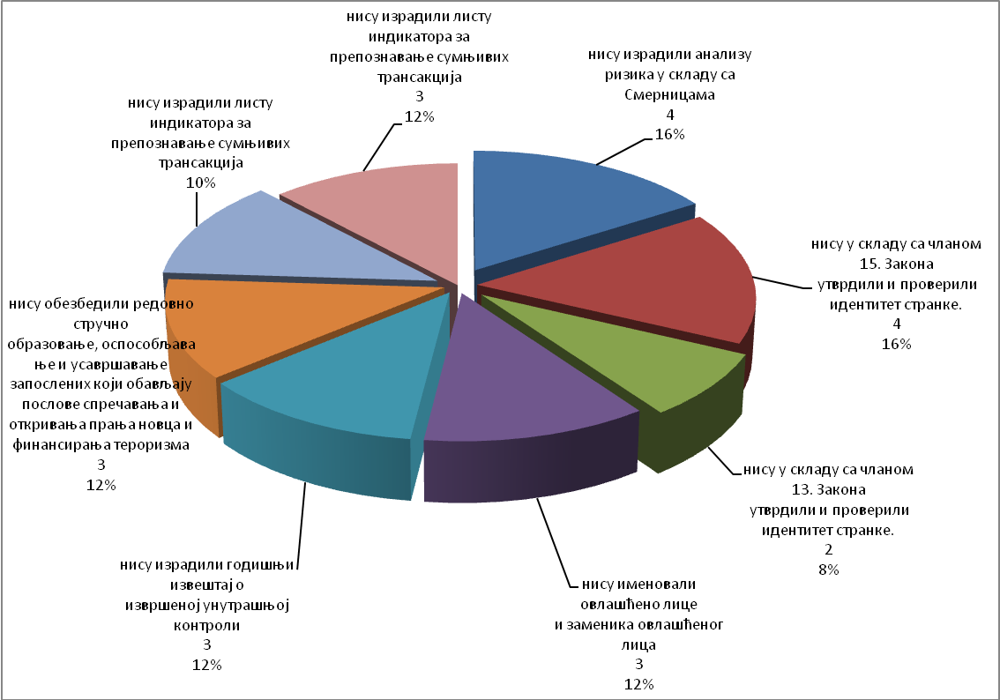 нису израдили листу
индикатора за
препознавање сумњивих
трансакција
3
12%
нису израдили анализу
ризика у складу са
Смерницама
4
16%
нису у складу са чланом
15. Закона
утврдили и проверили
идентитет странке.
4
16%
нису у складу са чланом
13. Закона
утврдили и проверили
идентитет странке.
2
8%
нису именовали
овлашћено лице
и заменика овлашћеног
лица
3
12%
нису израдили годишњи
извештај о
извршеној унутрашњој
контроли
3
12%
нису обезбедили редовно
стручно
образовање, оспособљава
ње и усавршавање
запослених који обављају
послове спречавања и
откривања прања новца и
финансирања тероризма
3
12%
нису израдили листу
индикатора за
препознавање сумњивих
трансакција
10%